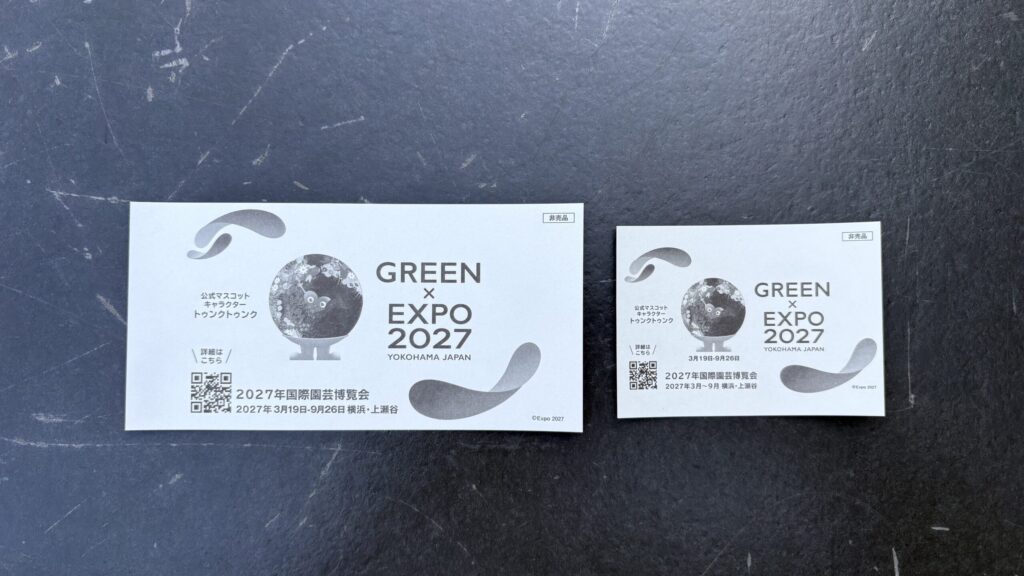 非売品
公式マスコット
キャラクター
トゥンクトゥンク
GREEN
×
EXPO
2027
YOKOHAMA JAPAN
詳細は
こちら
2027年国際園芸博覧会
2027年 3月19日-9月26日 横浜・上瀬谷
©Expo 2027
非売品
公式マスコット
キャラクター
トゥンクトゥンク
GREEN
×
EXPO
2027
YOKOHAMA JAPAN
3月19日-9月26日
詳細は
こちら
2027年国際園芸博覧会
2027年3月~9月 横浜・上瀬谷
©Expo 2027